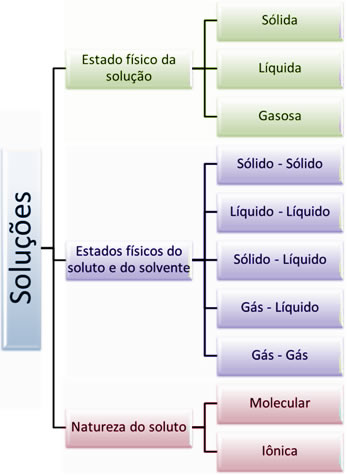 Soluções
Estado físico da
solução
Sólida
Líquida
Gasosa
Estados físicos do
soluto e do solvente
Sólido - Sólido
Líquido - Líquido
Sólido - Líquido
Gás - Líquido
Gás - Gás
Natureza do soluto
Molecular
Iônica